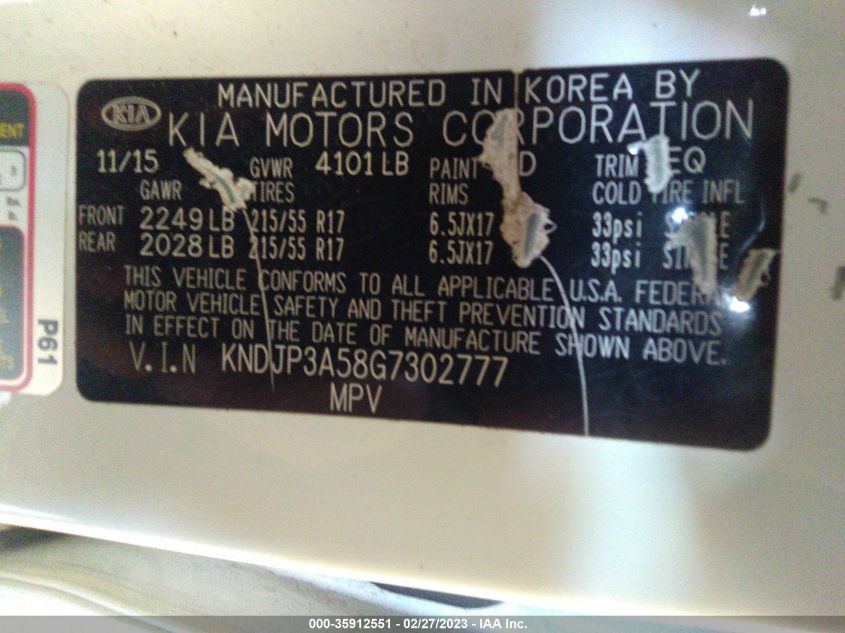 MANUFACTURED IN KOREA BY
KIA KIA MOTORS CORPORATION
11/15 GVWR 4101 LB PAINT D TRIM EQ
GAWR TIRES RIMS COLD TIRE INFL
FRONT 2249 LB 215/55 R17 6.5JX17 33psi SINGLE
REAR 2028 LB 215/55 R17 6.5JX17 33psi
THIS VEHICLE CONFORMS TO ALL APPLICABLE U.S.A. FEDERAL
MOTOR VEHICLE SAFETY AND THEFT PREVENTION STANDARDS
IN EFFECT ON THE DATE OF MANUFACTURE SHOWN ABOVE.
V.I.N KNDJP3A58G7302777
MPV
P61
000-35912551 - 02/27/2023 - IAA Inc.